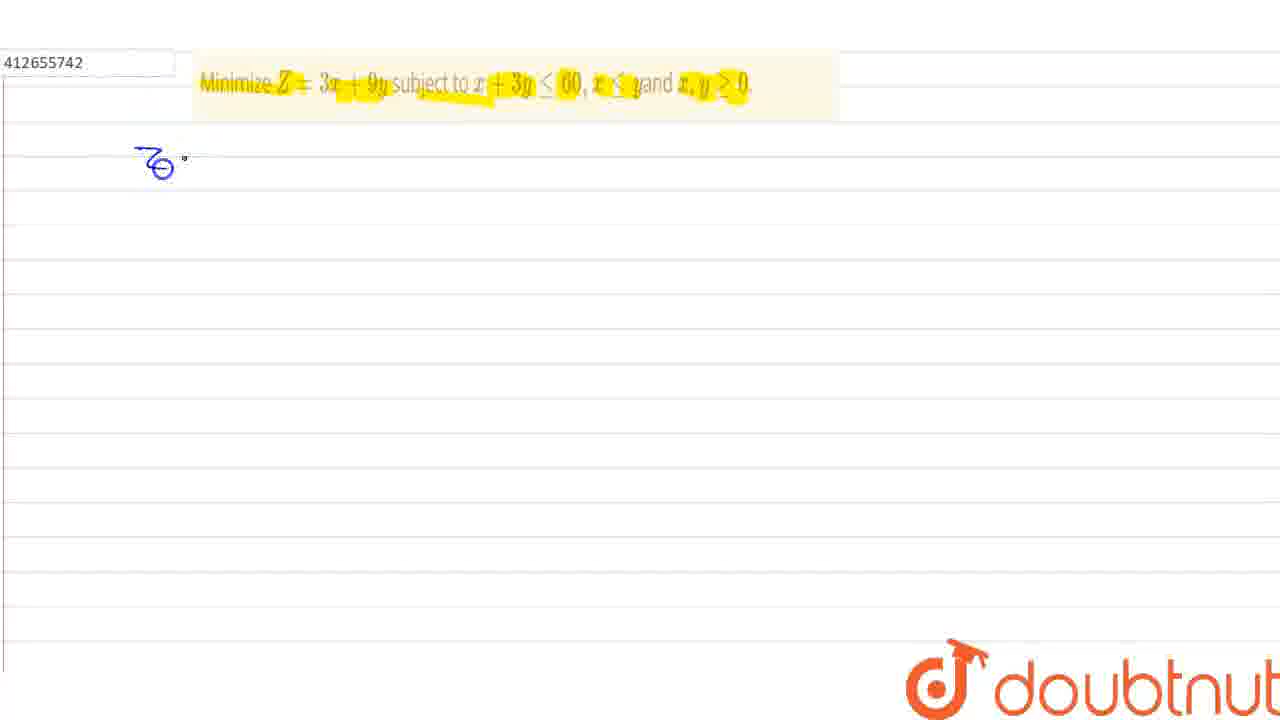 412655742
Minimize Z = 3x + 9y subject to x + 3y ≤ 60, x ≤ y and x, y ≥ 0.
doubtnut